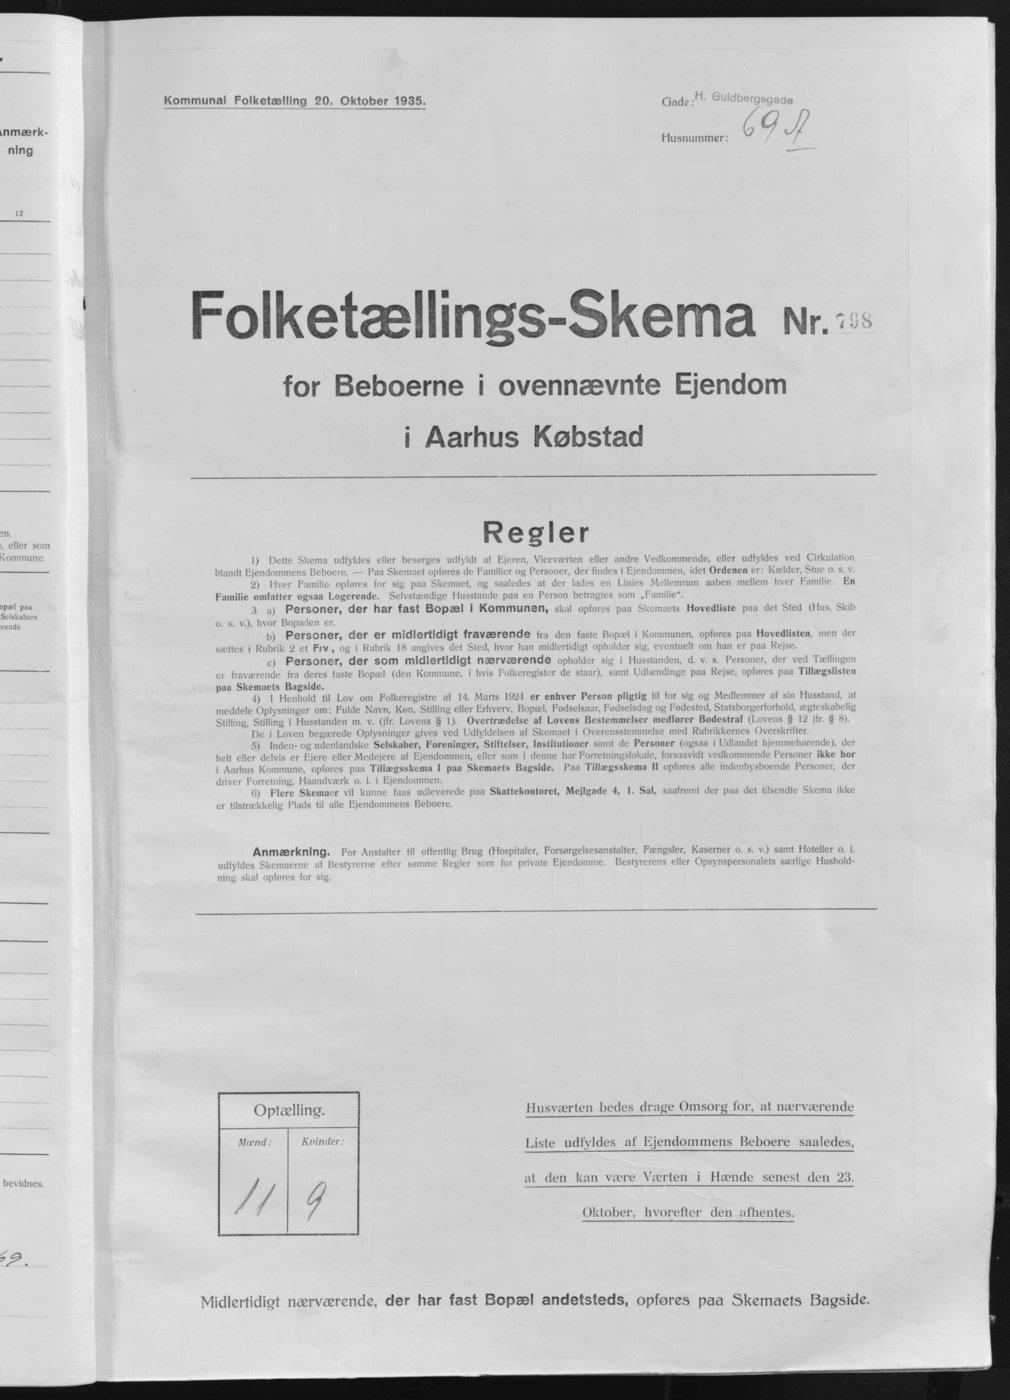 nmærk-
ning
12
en.
, eller som
Kommune.
opæl paa
Selskabers
erende
bevidnes.
69.
Kommunal Folketælling 20. Oktober 1935.
Gade: H. Guldbergsgade
Husnummer: 69 A
Folketællings-Skema Nr. 798
for Beboerne i ovennævnte Ejendom
i Aarhus Købstad
Regler
1) Dette Skema udfyldes eller besørges udfyldt af Ejeren, Viceværten eller andre Vedkommende, eller udfyldes ved Cirkulation
blandt Ejendommens Beboere. — Paa Skemaet opføres de Familier og Personer, der findes i Ejendommen, idet Ordenen er: Kælder, Stue o. s. v.
2) Hver Familie opføres for sig paa Skemaet, og saaledes at der lades en Linies Mellemrum aaben mellem hver Familie. En
Familie omfatter ogsaa Logerende. Selvstændige Husstande paa en Person betragtes som „Familie".
3 a) Personer, der har fast Bopæl i Kommunen, skal opføres paa Skemaets Hovedliste paa det Sted (Hus, Skib
o. s. v.), hvor Bopælen er.
b) Personer, der er midlertidigt fraværende fra den faste Bopæl i Kommunen, opføres paa Hovedlisten, men der
sættes i Rubrik 2 et Frv., og i Rubrik 18 angives det Sted, hvor han midlertidigt opholder sig, eventuelt om han er paa Rejse.
c) Personer, der som midlertidigt nærværende opholder sig i Husstanden, d. v. s. Personer, der ved Tællingen
er fraværende fra deres faste Bopæl (den Kommune, i hvis Folkeregister de staar), samt Udlændinge paa Rejse, opføres paa Tillægslisten
paa Skemaets Bagside.
4) I Henhold til Lov om Folkeregistre af 14. Marts 1924 er enhver Person pligtig til for sig og Medlemmer af sin Husstand, at
meddele Oplysninger om: Fulde Navn, Køn, Stilling eller Erhverv, Bopæl, Fødselsaar, Fødselsdag og Fødested, Statsborgerforhold, ægteskabelig
Stilling, Stilling i Husstanden m. v. (jfr. Lovens § 1). Overtrædelse af Lovens Bestemmelser medfører Bødestraf (Lovens § 12 jfr. § 8).
De i Loven begærede Oplysninger gives ved Udfyldelsen af Skemaet i Overensstemmelse med Rubrikkernes Overskrifter.
5) Inden- og udenlandske Selskaber, Foreninger, Stiftelser, Institutioner samt de Personer (ogsaa i Udlandet hjemmehørende), der
helt eller delvis er Ejere eller Medejere af Ejendommen, eller som i denne har Forretningslokale, forsaavidt vedkommende Personer ikke bor
i Aarhus Kommune, opføres paa Tillægsskema I paa Skemaets Bagside. Paa Tillægsskema II opføres alle indenbysboende Personer, der
driver Forretning, Haandværk o. l. i Ejendommen.
6) Flere Skemaer vil kunne faas udleverede paa Skattekontoret, Mejlgade 4, 1. Sal, saafremt der paa det tilsendte Skema ikke
er tilstrækkelig Plads til alle Ejendommens Beboere.
Anmærkning. For Anstalter til offentlig Brug (Hospitaler, Forsørgelsesanstalter, Fængsler, Kaserner o. s. v.) samt Hoteller o. l.
udfyldes Skemaerne af Bestyrerne efter samme Regler som for private Ejendomme. Bestyrerens eller Opsynspersonalets særlige Hushold-
ning skal opføres for sig.
Optælling.
Mænd: Kvinder:
11 9
Husværten bedes drage Omsorg for, at nærværende
Liste udfyldes af Ejendommens Beboere saaledes,
at den kan være Værten i Hænde senest den 23.
Oktober, hvorefter den afhentes.
Midlertidigt nærværende, der har fast Bopæl andetsteds, opføres paa Skemaets Bagside.